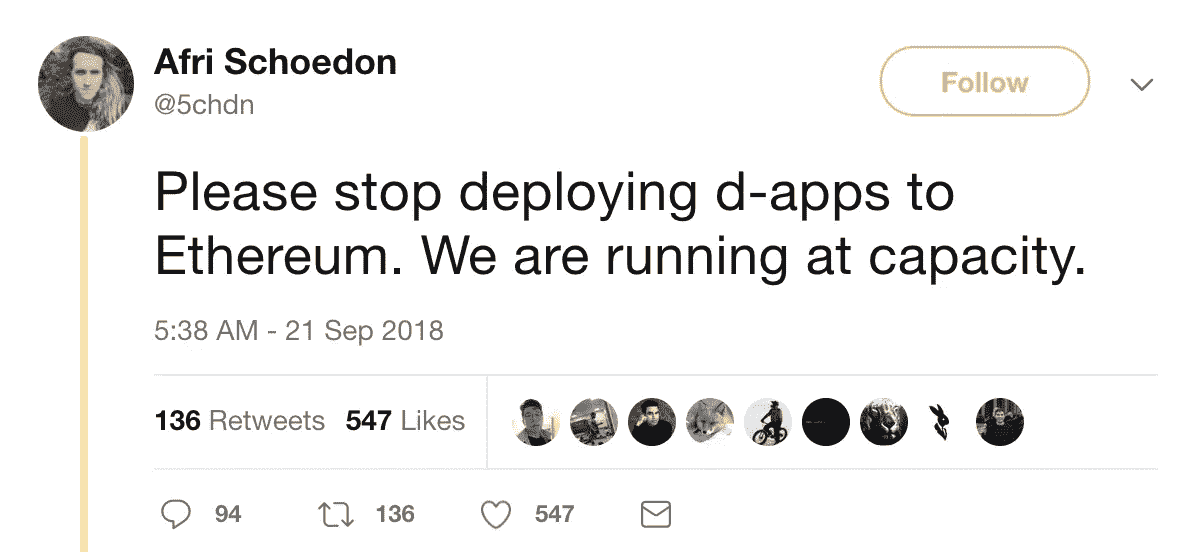 Afri Schoedon
@5chdn
Follow
Please stop deploying d-apps to
Ethereum. We are running at capacity.
5:38 AM - 21 Sep 2018
136 Retweets 547 Likes
94 136 547